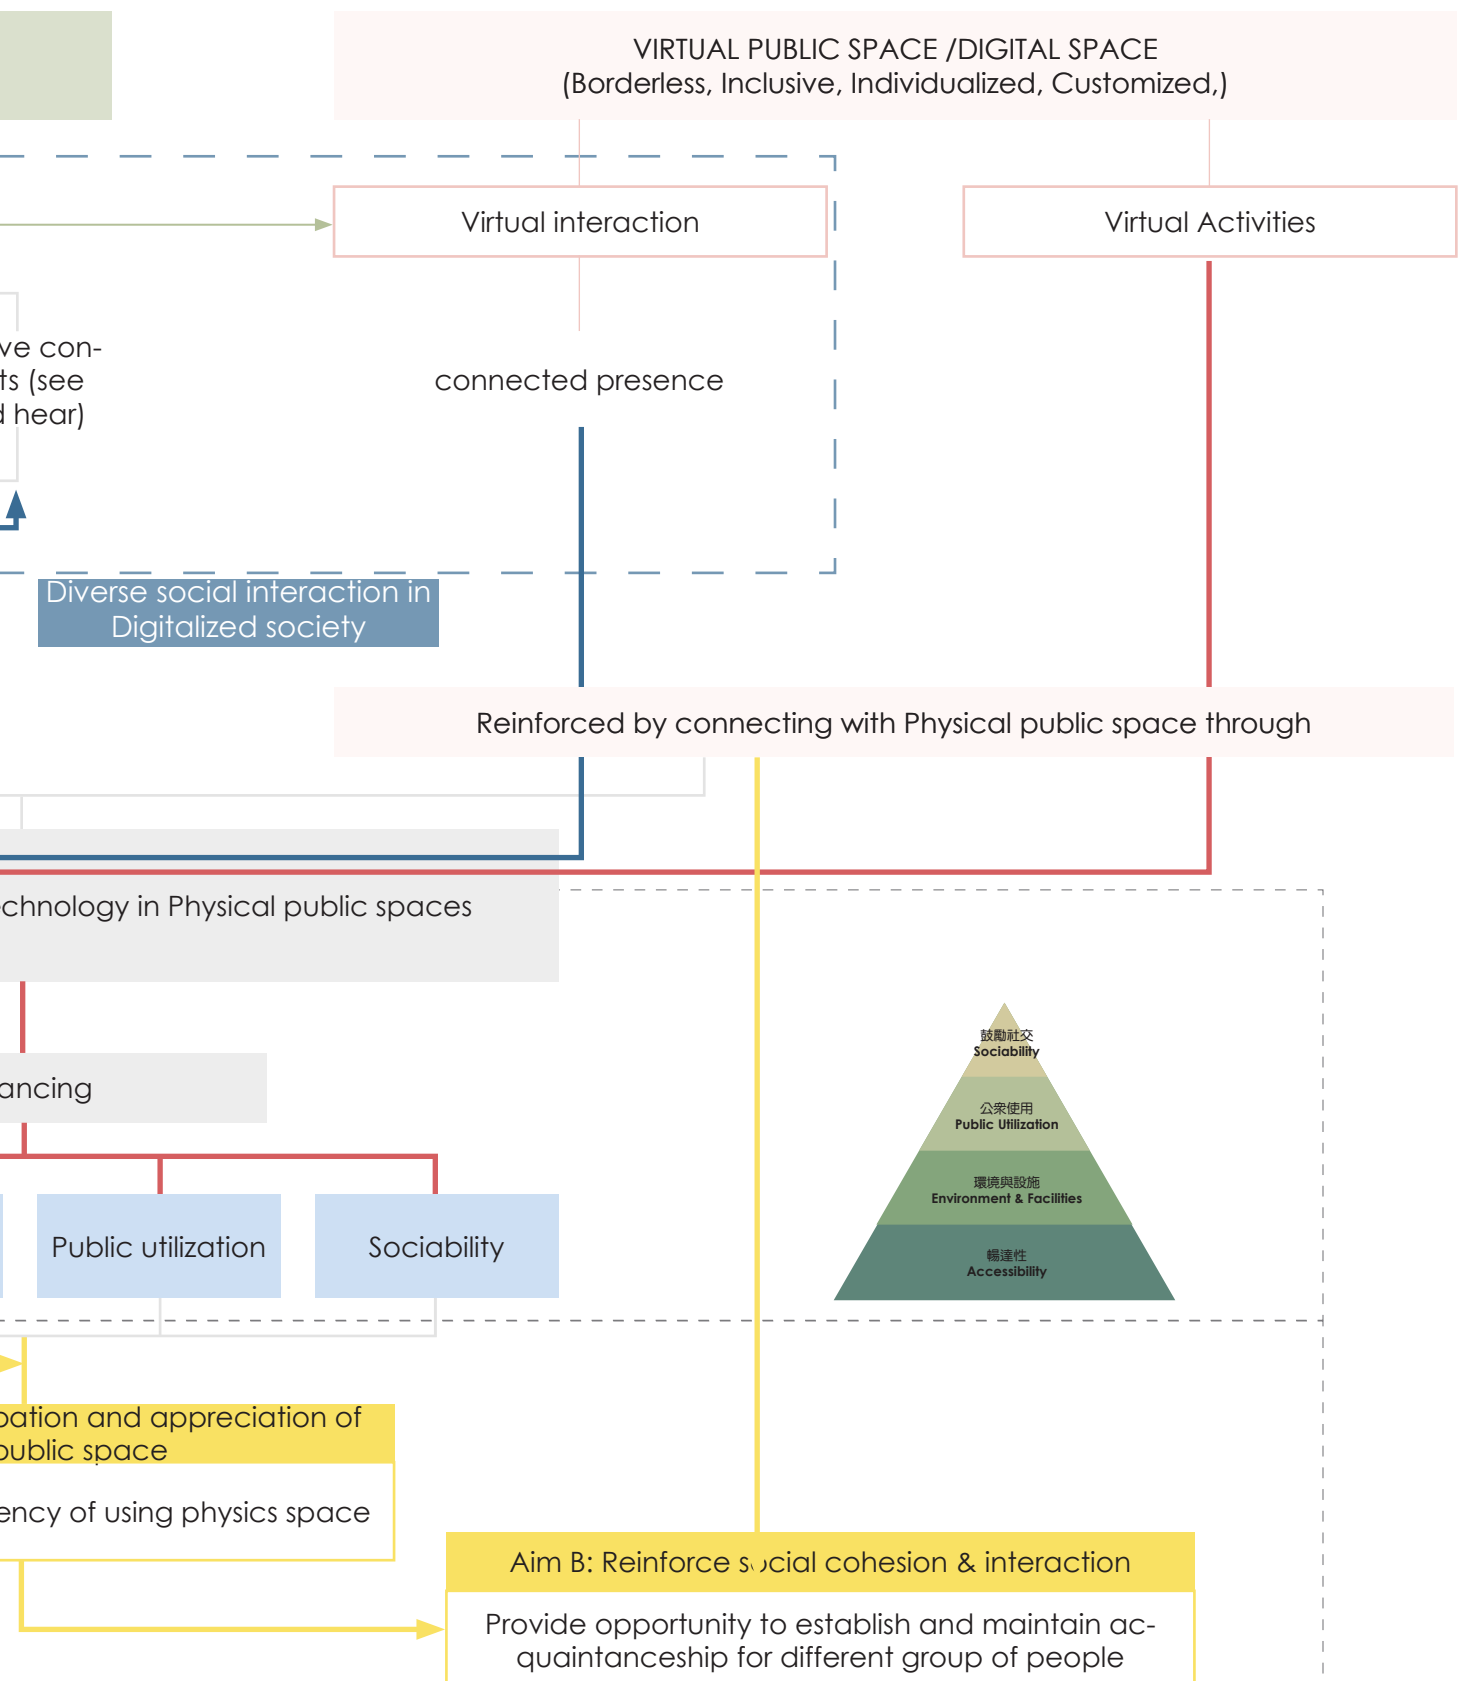 VIRTUAL PUBLIC SPACE /DIGITAL SPACE
(Borderless, Inclusive, Individualized, Customized,)
Virtual interaction
Virtual Activities
ve con-
ts (see
d hear)
connected presence
Diverse social interaction in
Digitalized society
Reinforced by connecting with Physical public space through
echnology in Physical public spaces
ancing
鼓勵社交
Sociability
公眾使用
Public Utilization
環境與設施
Environment & Facilities
暢達性
Accessibility
Public utilization
Sociability
pation and appreciation of
public space
ency of using physics space
Aim B: Reinforce social cohesion & interaction
Provide opportunity to establish and maintain ac-
quaintanceship for different group of people